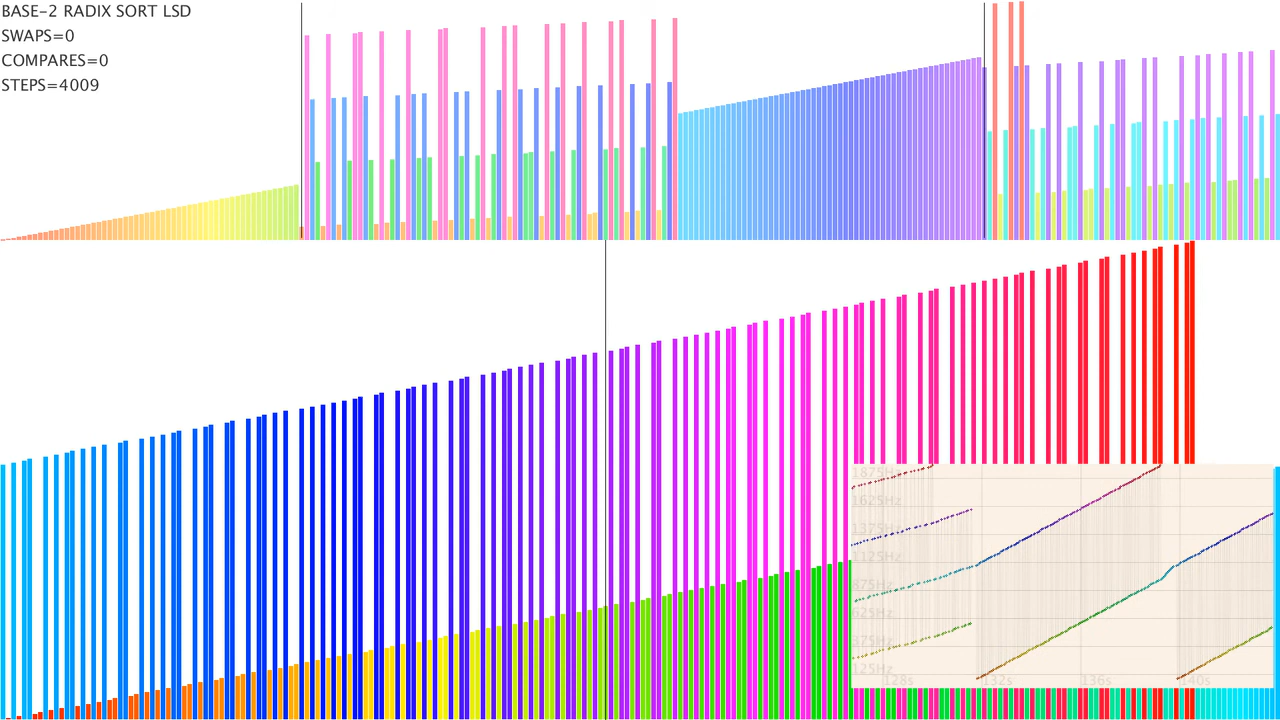 BASE-2 RADIX SORT LSD
SWAPS=0
COMPARES=0
STEPS=4009
1875Hz
1625Hz
1375Hz
1125Hz
875Hz
625Hz
375Hz
125Hz
128s
132s
136s
140s